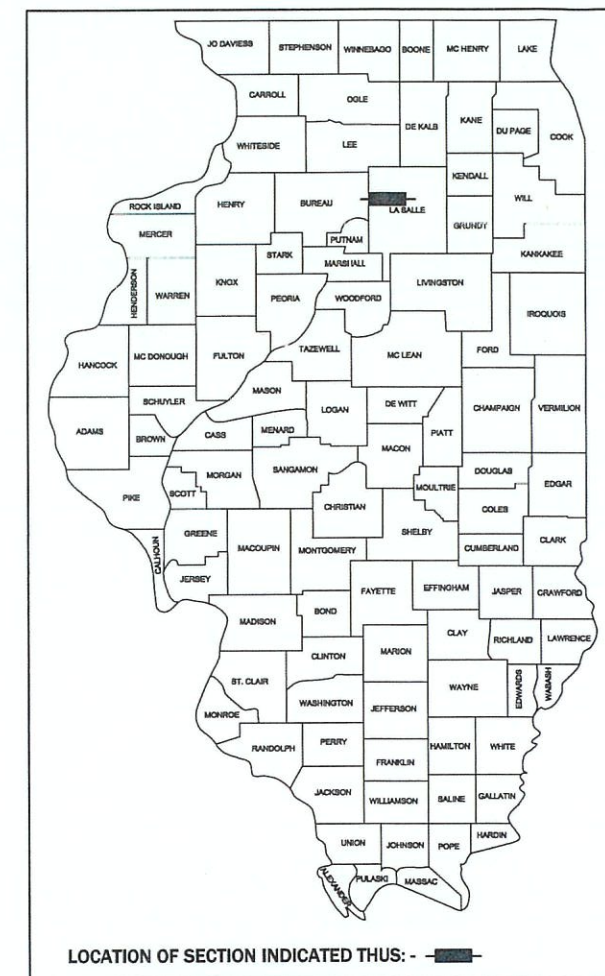 JO DAVIESS STEPHENSON WINNEBAGO BOONE MC HENRY LAKE
CARROLL OGLE DE KALB KANE DU PAGE COOK
WHITESIDE LEE
KENDALL WILL
ROCK ISLAND HENRY BUREAU LA SALLE GRUNDY
MERCER PUTNAM
STARK MARSHALL KANKAKEE
HENDERSON WARREN KNOX PEORIA WOODFORD LIVINGSTON IROQUOIS
HANCOCK MC DONOUGH FULTON TAZEWELL MC LEAN FORD
MASON
SCHUYLER LOGAN DE WITT CHAMPAIGN VERMILION
ADAMS BROWN CASS MENARD MACON PIATT
MORGAN SANGAMON DOUGLAS EDGAR
PIKE SCOTT CHRISTIAN MOULTRIE COLES
GREENE MACOUPIN MONTGOMERY SHELBY CUMBERLAND CLARK
CALHOUN JERSEY
FAYETTE EFFINGHAM JASPER CRAWFORD
MADISON BOND
CLAY RICHLAND LAWRENCE
CLINTON MARION
ST. CLAIR WAYNE EDWARDS WABASH
WASHINGTON JEFFERSON
MONROE
RANDOLPH PERRY HAMILTON WHITE
FRANKLIN
JACKSON WILLIAMSON SALINE GALLATIN
UNION JOHNSON POPE HARDIN
ALEXANDER PULASKI MASSAC
LOCATION OF SECTION INDICATED THUS: -